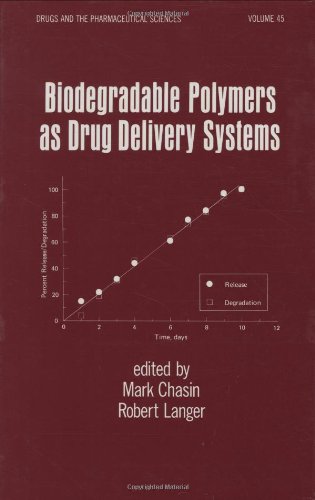 DRUGS AND THE PHARMACEUTICAL SCIENCES VOLUME 45
Biodegradable Polymers
as Drug Delivery Systems
Percent Release/Degradation
100
80
60
40
20
0
Release
Degradation
0 2 4 6 8 10 12
Time, days
edited by
Mark Chasin
Robert Langer